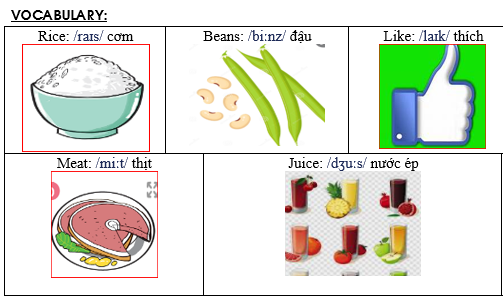 VOCABULARY:
Rice: /raɪs/ cơm
Beans: /bi:nz/ đậu
Like: /laɪk/ thích
Meat: /mi:t/ thịt
Juice: /dʒu:s/ nước ép